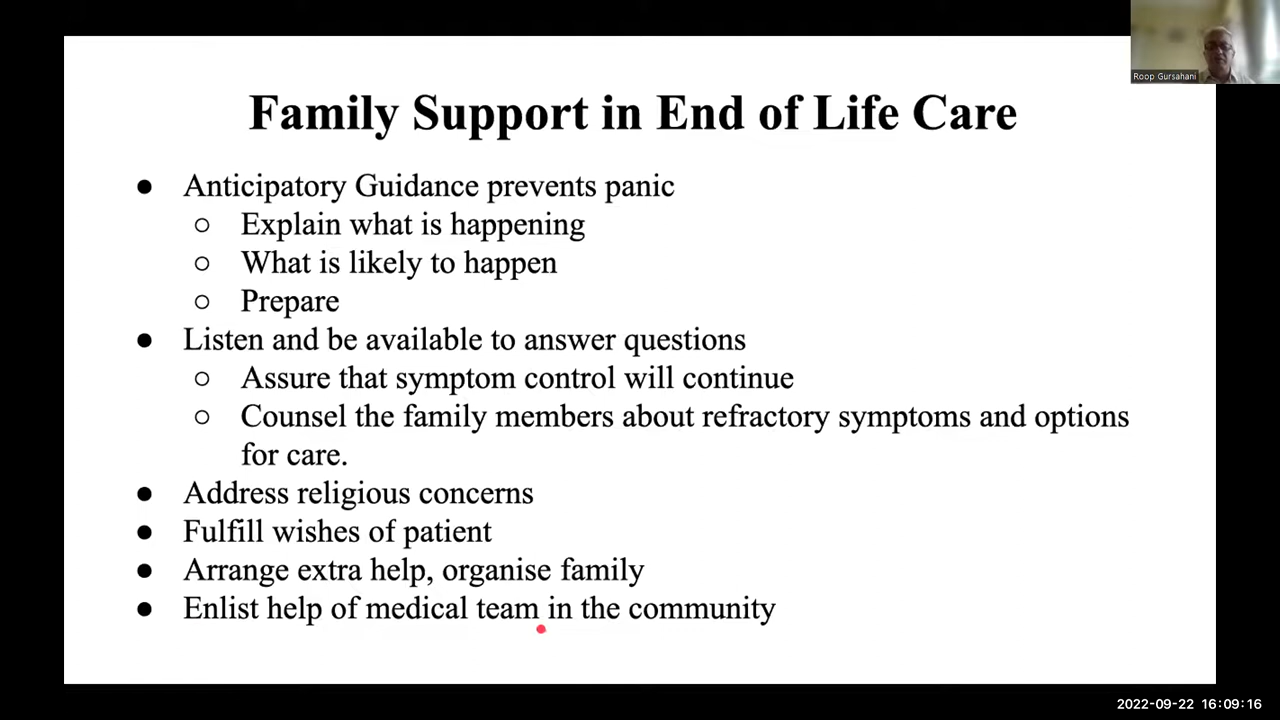 Roop Gursahani
Family Support in End of Life Care
● Anticipatory Guidance prevents panic
○ Explain what is happening
○ What is likely to happen
○ Prepare
● Listen and be available to answer questions
○ Assure that symptom control will continue
○ Counsel the family members about refractory symptoms and options
for care.
● Address religious concerns
● Fulfill wishes of patient
● Arrange extra help, organise family
● Enlist help of medical team in the community
2022-09-22 16:09:16